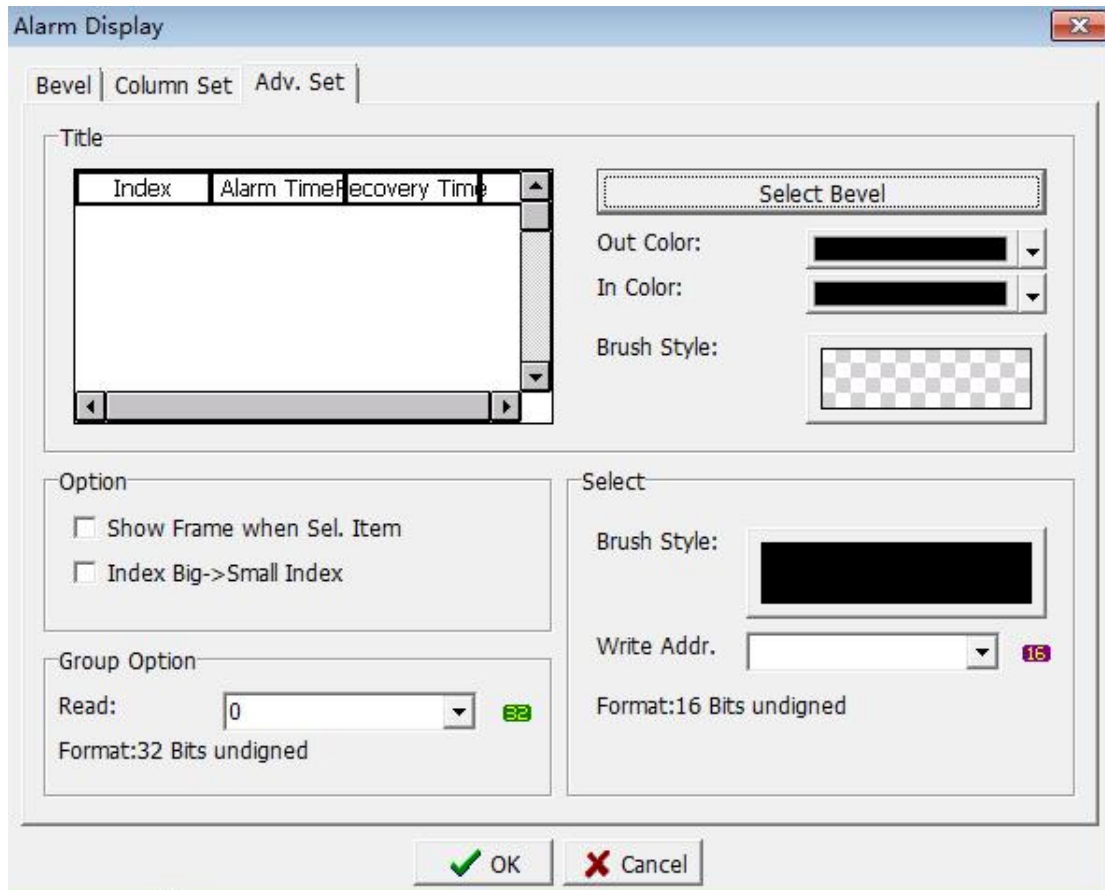 Alarm Display
Bevel Column Set Adv. Set
Title
Index Alarm Time Recovery Time
Select Bevel
Out Color:
In Color:
Brush Style:
Option
Show Frame when Sel. Item
Index Big->Small Index
Group Option
Read: 0 32
Format:32 Bits undigned
Select
Brush Style:
Write Addr. 16
Format:16 Bits undigned
OK Cancel